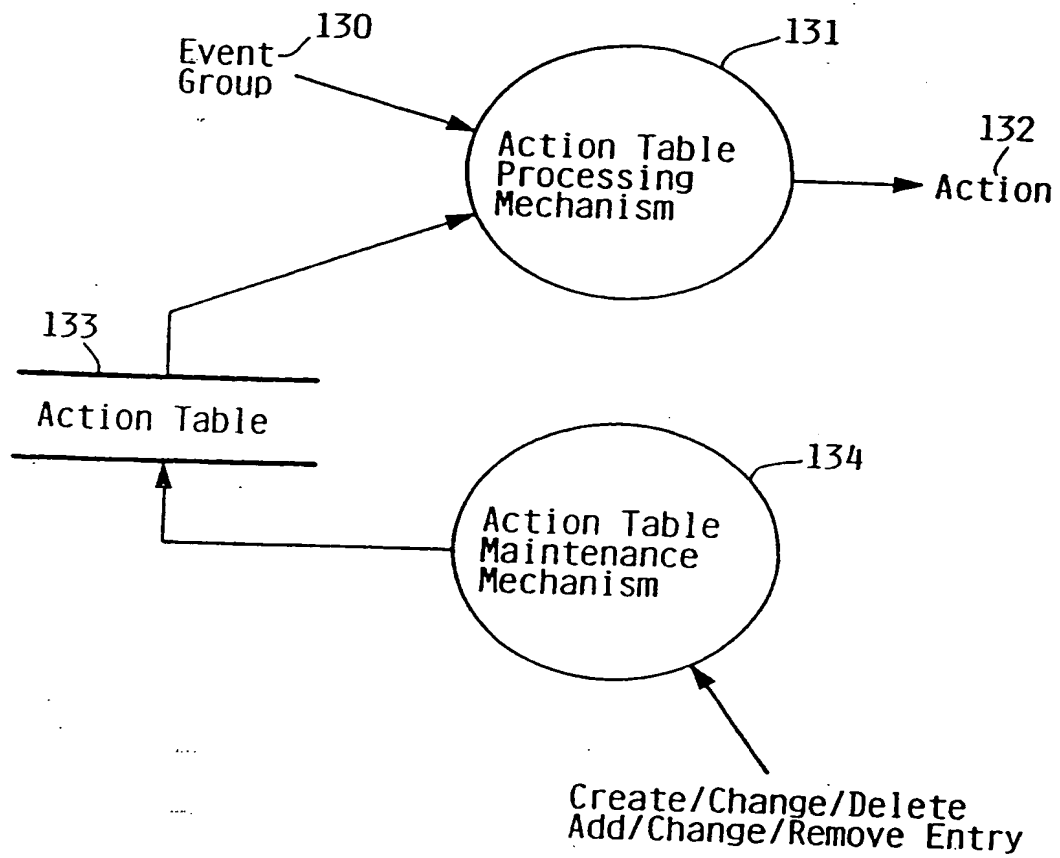 130
Event
Group
131
Action Table
Processing
Mechanism
132
Action
133
Action Table
134
Action Table
Maintenance
Mechanism
Create/Change/Delete
Add/Change/Remove Entry